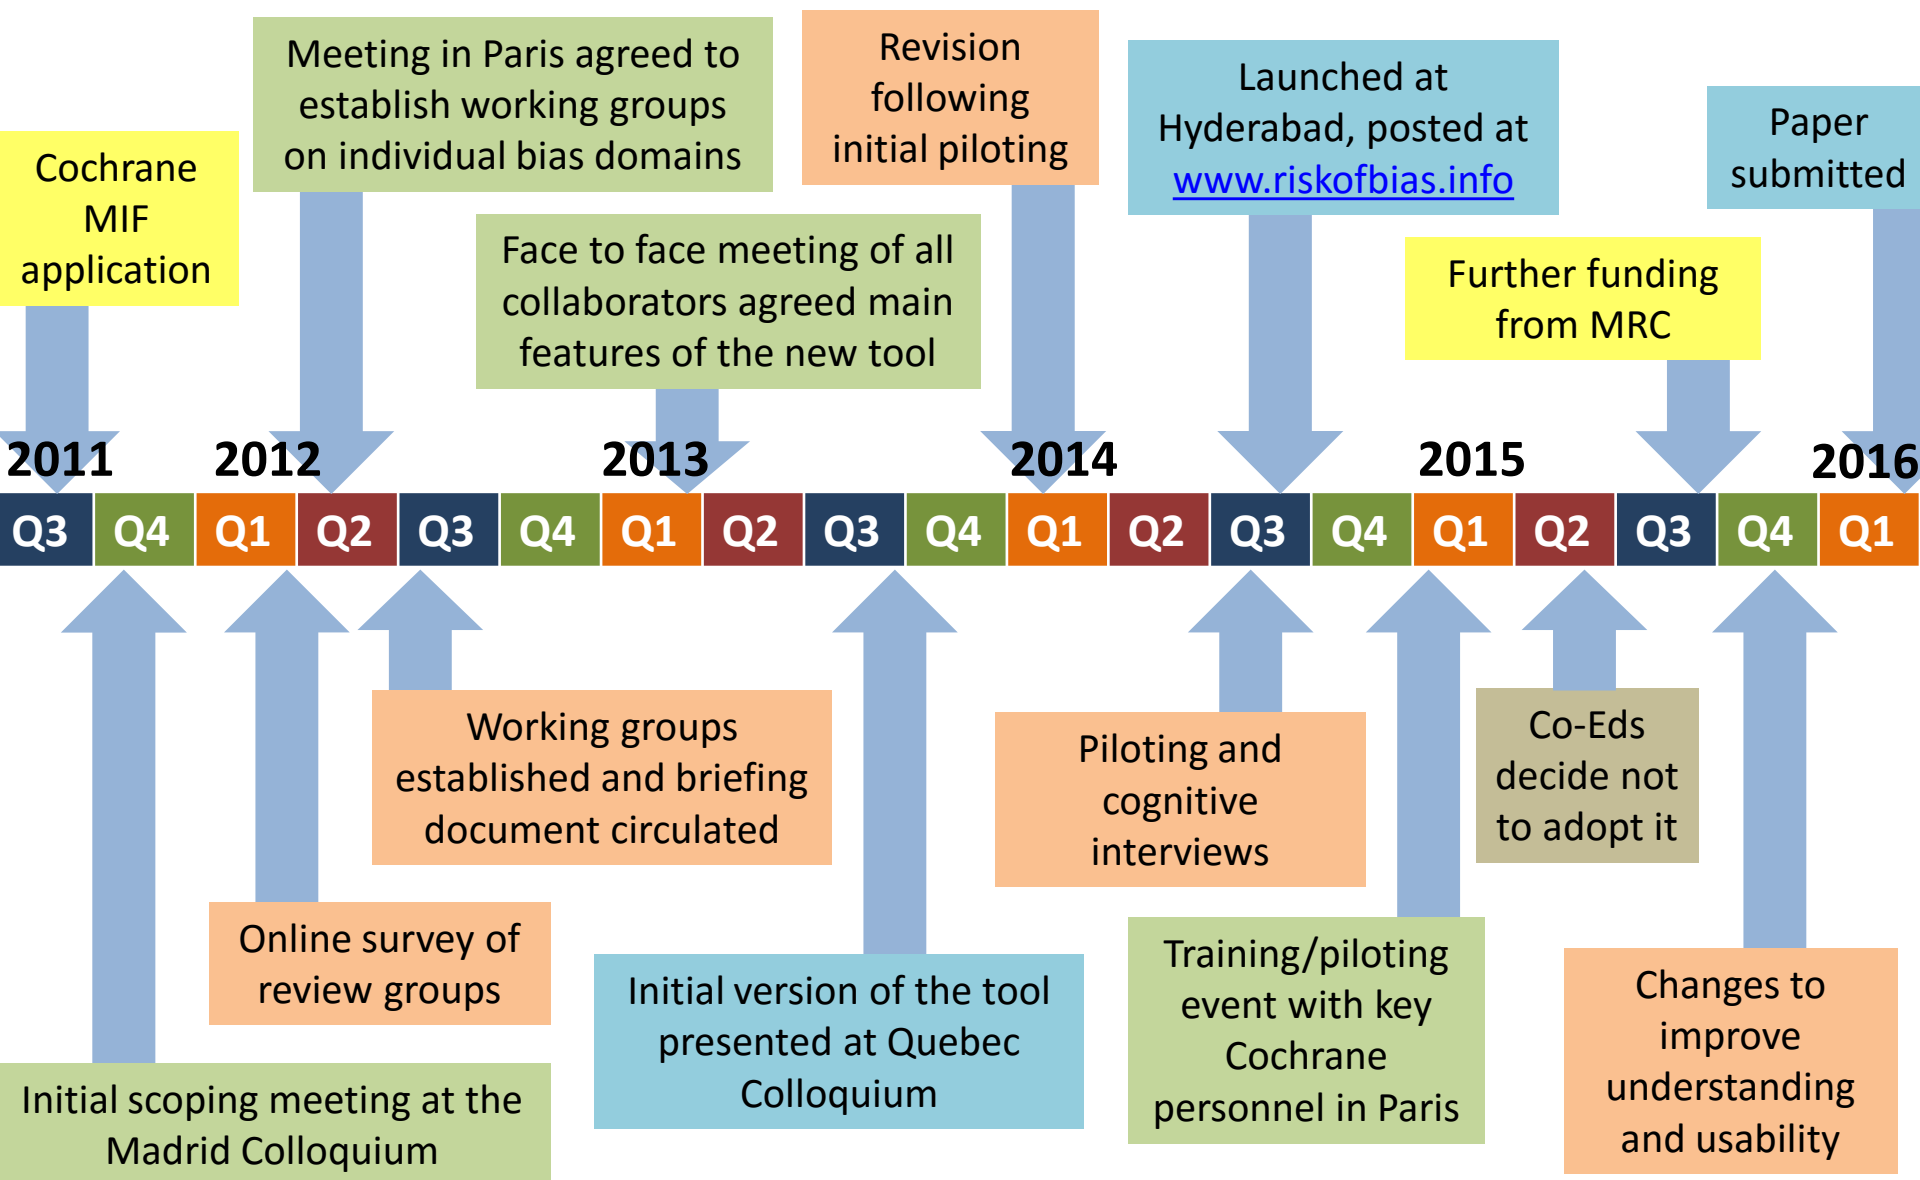 Cochrane
MIF
application
Meeting in Paris agreed to
establish working groups
on individual bias domains
Face to face meeting of all
collaborators agreed main
features of the new tool
Revision
following
initial piloting
Launched at
Hyderabad, posted at
www.riskofbias.info
Further funding
from MRC
Paper
submitted
2011 2012 2013 2014 2015 2016
Q3 Q4 Q1 Q2 Q3 Q4 Q1 Q2 Q3 Q4 Q1 Q2 Q3 Q4 Q1 Q2 Q3 Q4 Q1
Initial scoping meeting at the
Madrid Colloquium
Online survey of
review groups
Working groups
established and briefing
document circulated
Initial version of the tool
presented at Quebec
Colloquium
Piloting and
cognitive
interviews
Training/piloting
event with key
Cochrane
personnel in Paris
Co-Eds
decide not
to adopt it
Changes to
improve
understanding
and usability